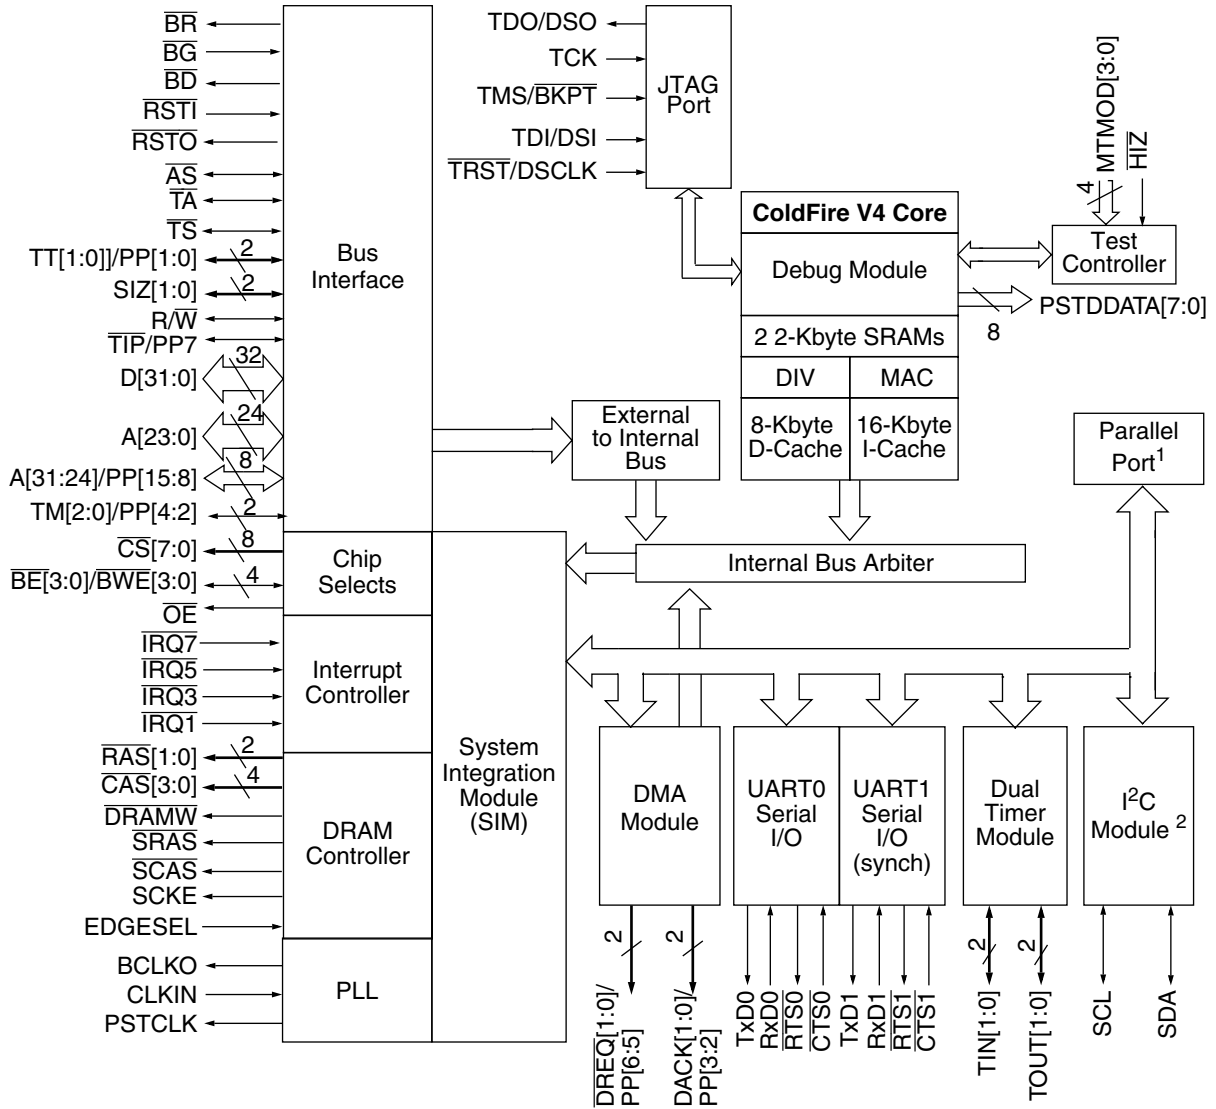 BR
BG
BD
RSTI
RSTO
AS
TA
TS
TT[1:0]]/PP[1:0]
2
SIZ[1:0]
2
R/W
TIP/PP7
D[31:0]
32
A[23:0]
24
A[31:24]/PP[15:8]
8
TM[2:0]/PP[4:2]
2
CS[7:0]
8
BE[3:0]/BWE[3:0]
4
OE
IRQ7
IRQ5
IRQ3
IRQ1
RAS[1:0]
2
CAS[3:0]
4
DRAMW
SRAS
SCAS
SCKE
EDGESEL
BCLKO
CLKIN
PSTCLK
Bus
Interface
Chip
Selects
Interrupt
Controller
DRAM
Controller
PLL
System
Integration
Module
(SIM)
TDO/DSO
TCK
TMS/BKPT
TDI/DSI
TRST/DSCLK
JTAG
Port
ColdFire V4 Core
Debug Module
2 2-Kbyte SRAMs
DIV
MAC
8-Kbyte
D-Cache
16-Kbyte
I-Cache
MTMOD[3:0]
HIZ
4
Test
Controller
PSTDDATA[7:0]
8
External
to Internal
Bus
Internal Bus Arbiter
Parallel
Port1
DMA
Module
UART0
Serial
I/O
UART1
Serial
I/O
(synch)
Dual
Timer
Module
I2C
Module 2
2
2
2
2
DREQ[1:0]/
PP[6:5]
DACK[1:0]/
PP[3:2]
TxD0
RxD0
RTS0
CTS0
TxD1
RxD1
RTS1
CTS1
TIN[1:0]
TOUT[1:0]
SCL
SDA